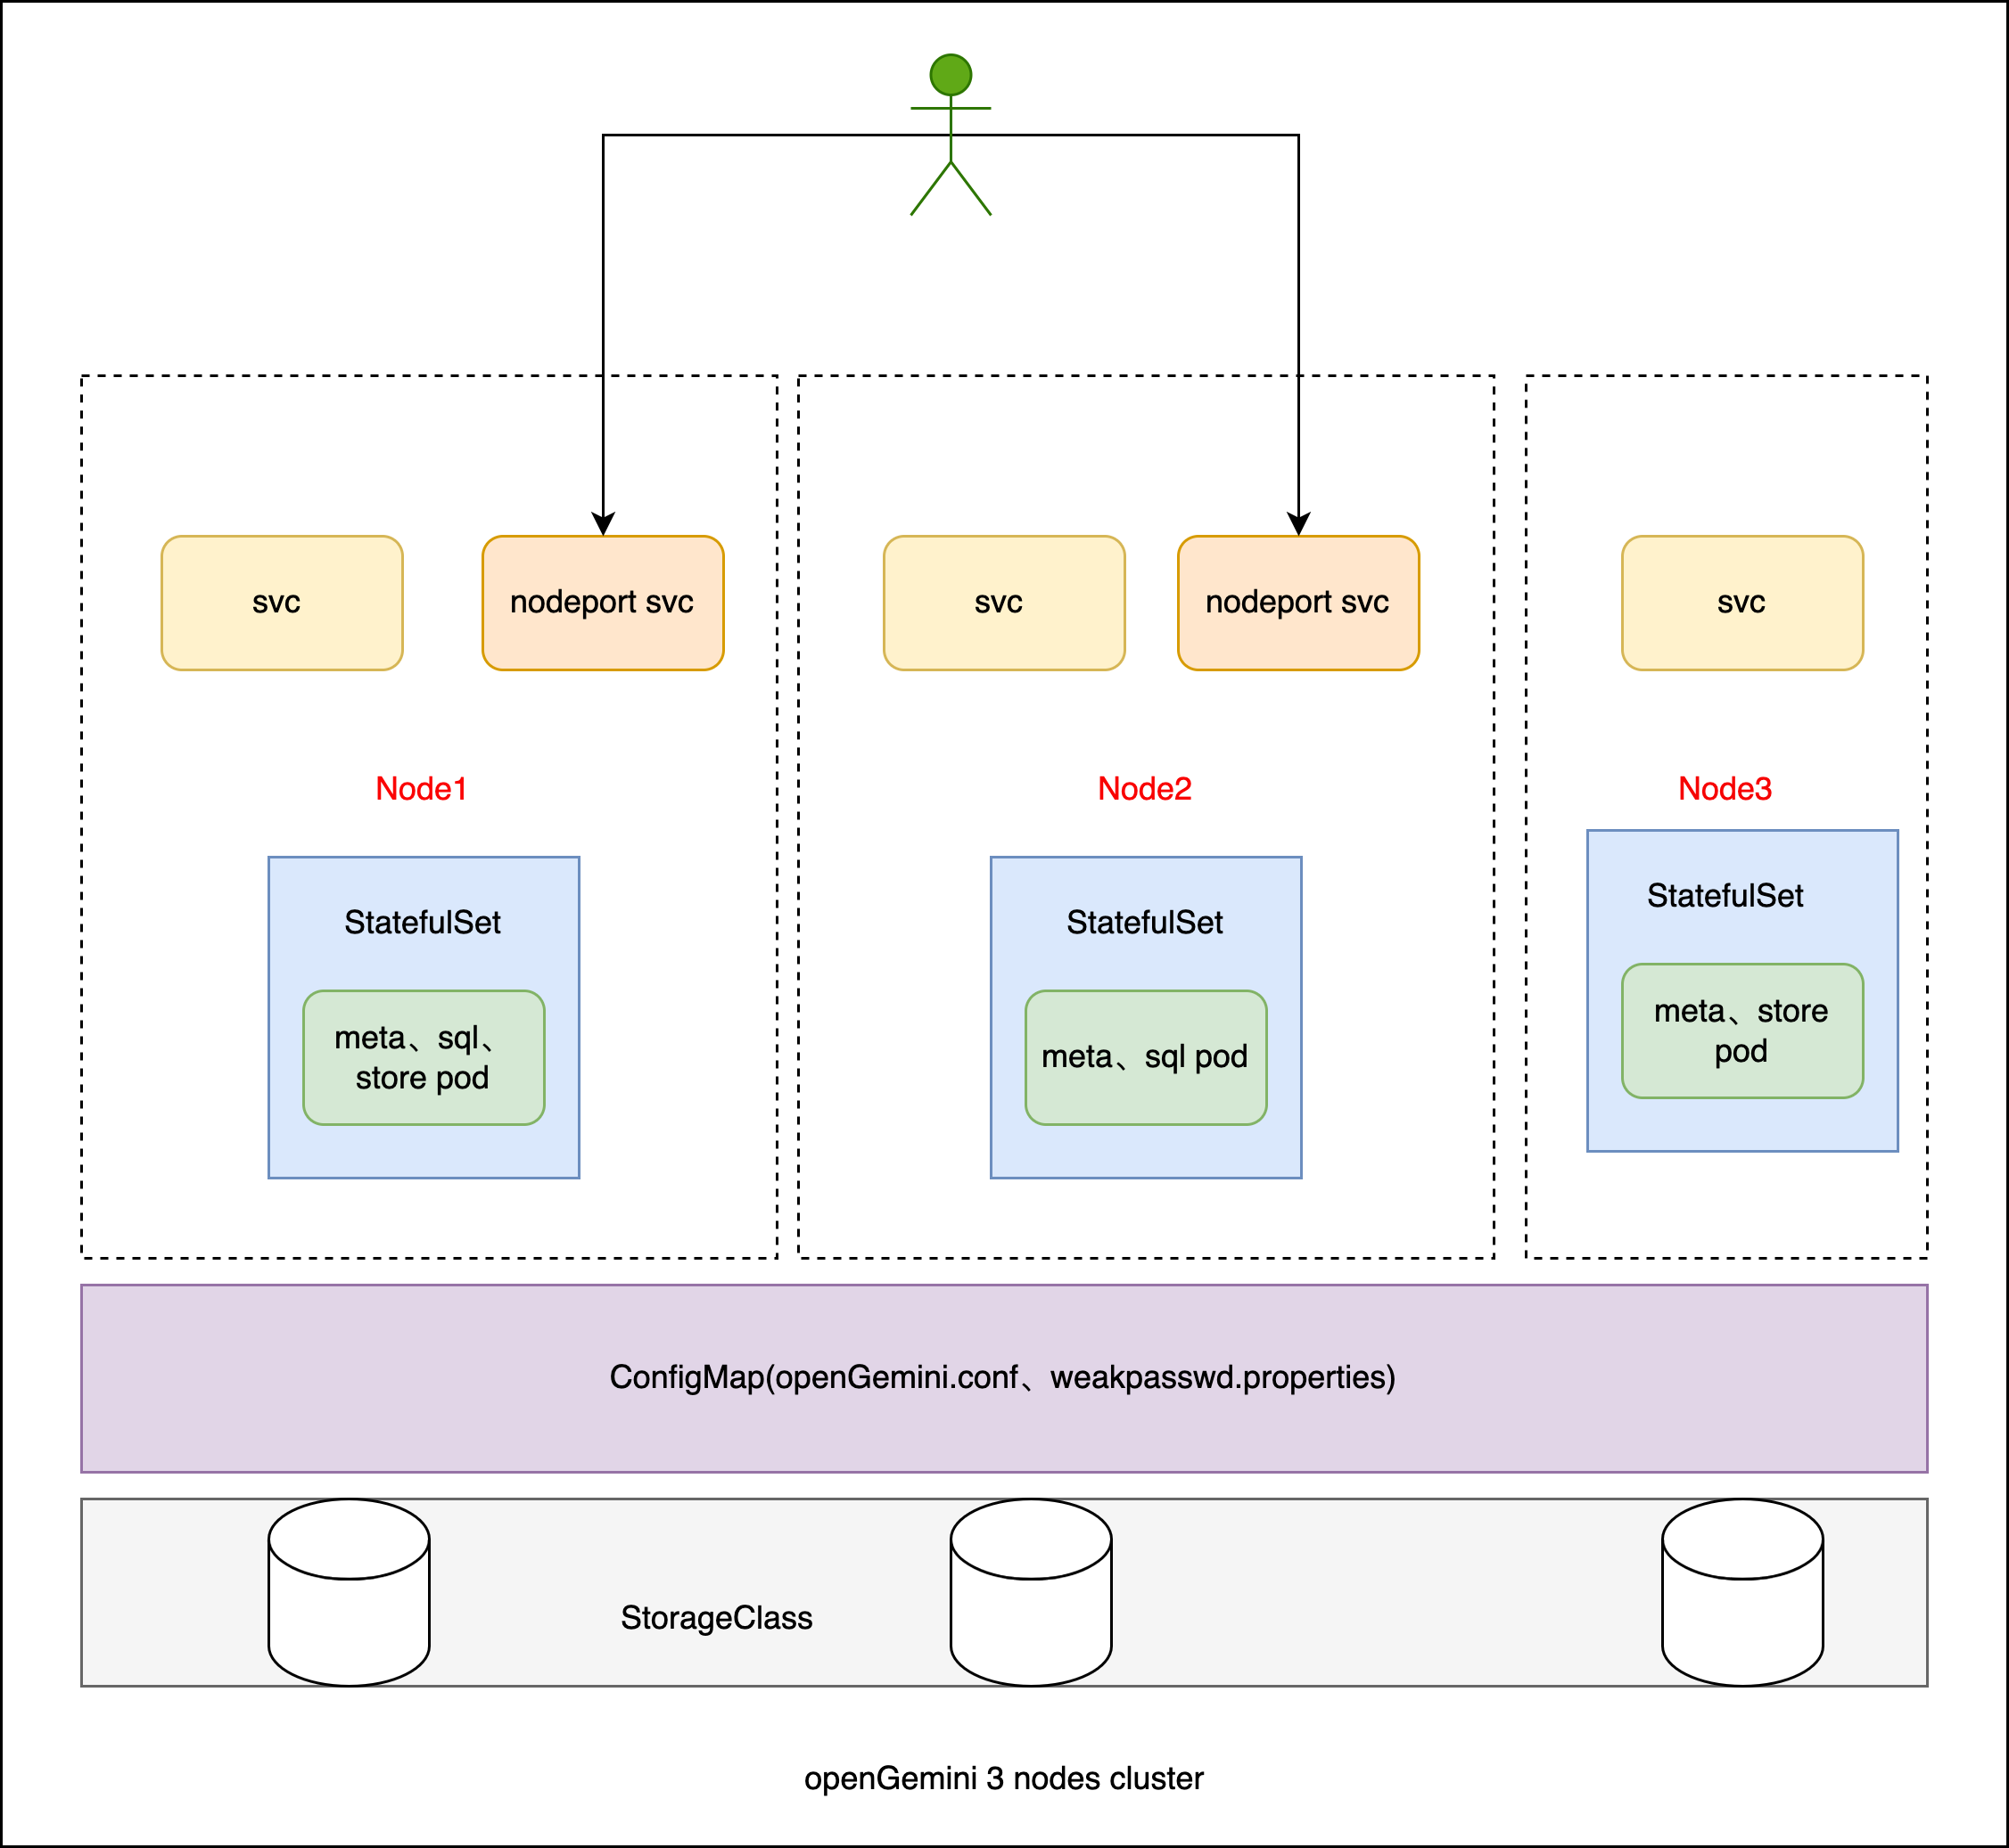 svc
nodeport svc
svc
nodeport svc
svc
Node1
Node2
Node3
StatefulSet
meta、sql、
store pod
StatefulSet
meta、sql pod
StatefulSet
meta、store
pod
ConfigMap(openGemini.conf、weakpasswd.properties)
StorageClass
openGemini 3 nodes cluster